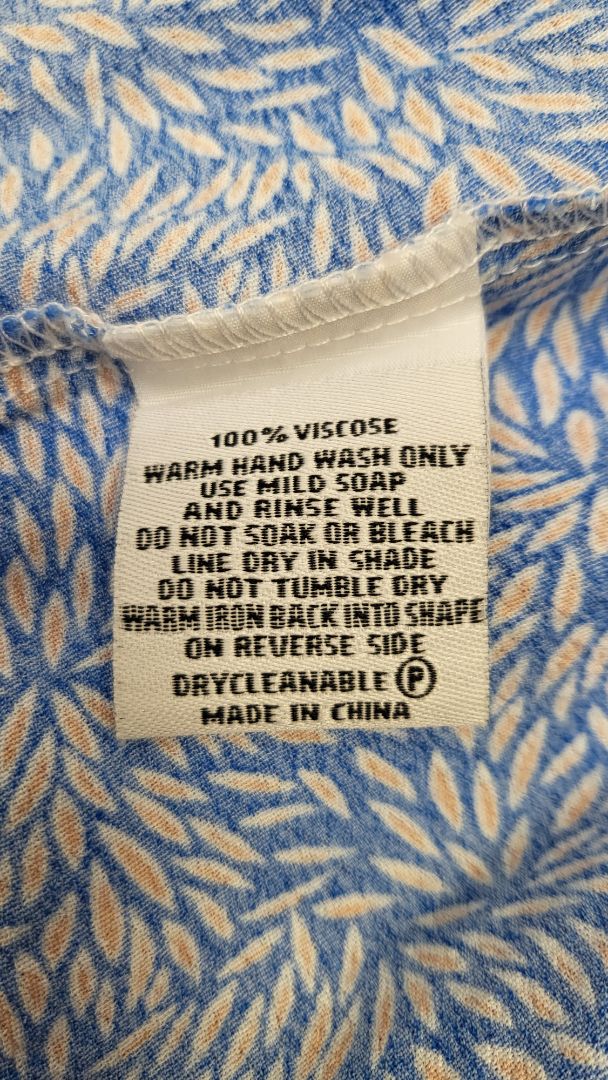 100% VISCOSE
WARM HAND WASH ONLY
USE MILD SOAP
AND RINSE WELL
DO NOT SOAK OR BLEACH
LINE DRY IN SHADE
DO NOT TUMBLE DRY
WARM IRON BACK INTO SHAPE
ON REVERSE SIDE
DRYCLEANABLE Ⓟ
MADE IN CHINA